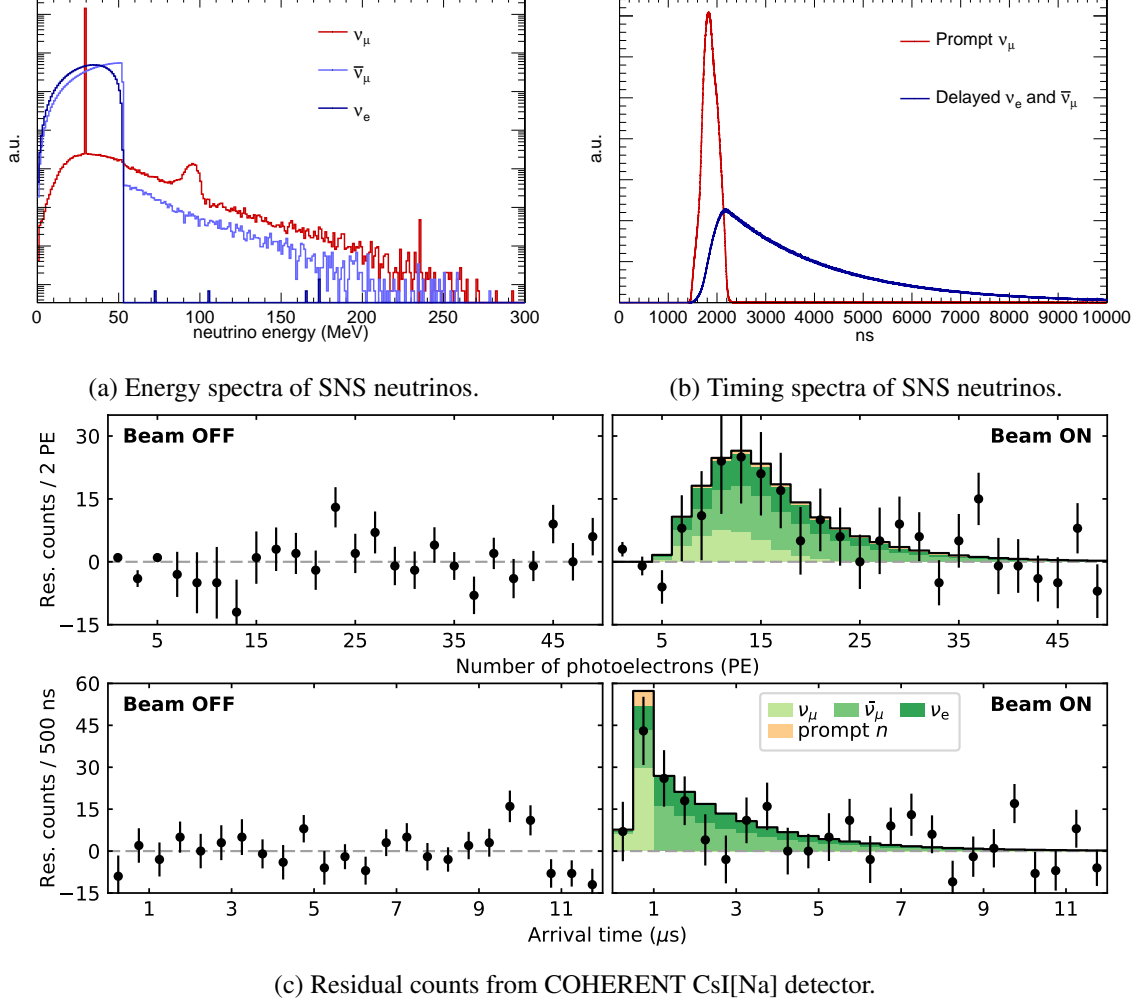 ν_μ
ν̄_μ
ν_e
a.u.
0 50 100 150 200 250 300
neutrino energy (MeV)
Prompt ν_μ
Delayed ν_e and ν̄_μ
a.u.
0 1000 2000 3000 4000 5000 6000 7000 8000 9000 10000
ns
(a) Energy spectra of SNS neutrinos.
(b) Timing spectra of SNS neutrinos.
Beam OFF
Beam ON
Res. counts / 2 PE
30
15
0
−15
5 15 25 35 45
5 15 25 35 45
Number of photoelectrons (PE)
Beam OFF
Beam ON
ν_μ ν̄_μ ν_e
prompt n
Res. counts / 500 ns
60
45
30
15
0
−15
1 3 5 7 9 11
1 3 5 7 9 11
Arrival time (μs)
(c) Residual counts from COHERENT CsI[Na] detector.